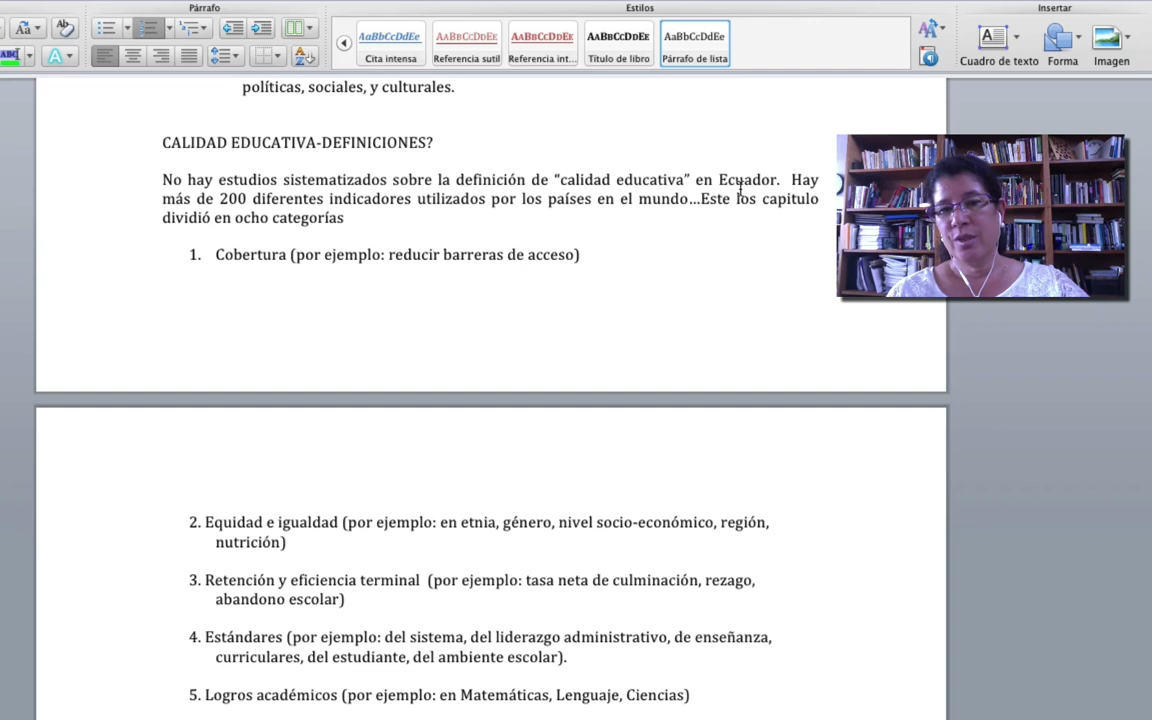 Párrafo
Estilos
Insertar
Aa
ABC
A
AaBbCcDdEe
AaBbCcDdEe
AaBbCcDdEe
AaBbCcDdEe
AaBbCcDdEe
Cita intensa
Referencia sutil
Referencia int...
Título de libro
Párrafo de lista
A
Cuadro de texto
Forma
Imagen
políticas, sociales, y culturales.
CALIDAD EDUCATIVA-DEFINICIONES?
No hay estudios sistematizados sobre la definición de “calidad educativa” en Ecuador. Hay
más de 200 diferentes indicadores utilizados por los países en el mundo...Este los capitulo
dividió en ocho categorías
1. Cobertura (por ejemplo: reducir barreras de acceso)
2. Equidad e igualdad (por ejemplo: en etnia, género, nivel socio-económico, región,
nutrición)
3. Retención y eficiencia terminal (por ejemplo: tasa neta de culminación, rezago,
abandono escolar)
4. Estándares (por ejemplo: del sistema, del liderazgo administrativo, de enseñanza,
curriculares, del estudiante, del ambiente escolar).
5. Logros académicos (por ejemplo: en Matemáticas, Lenguaje, Ciencias)